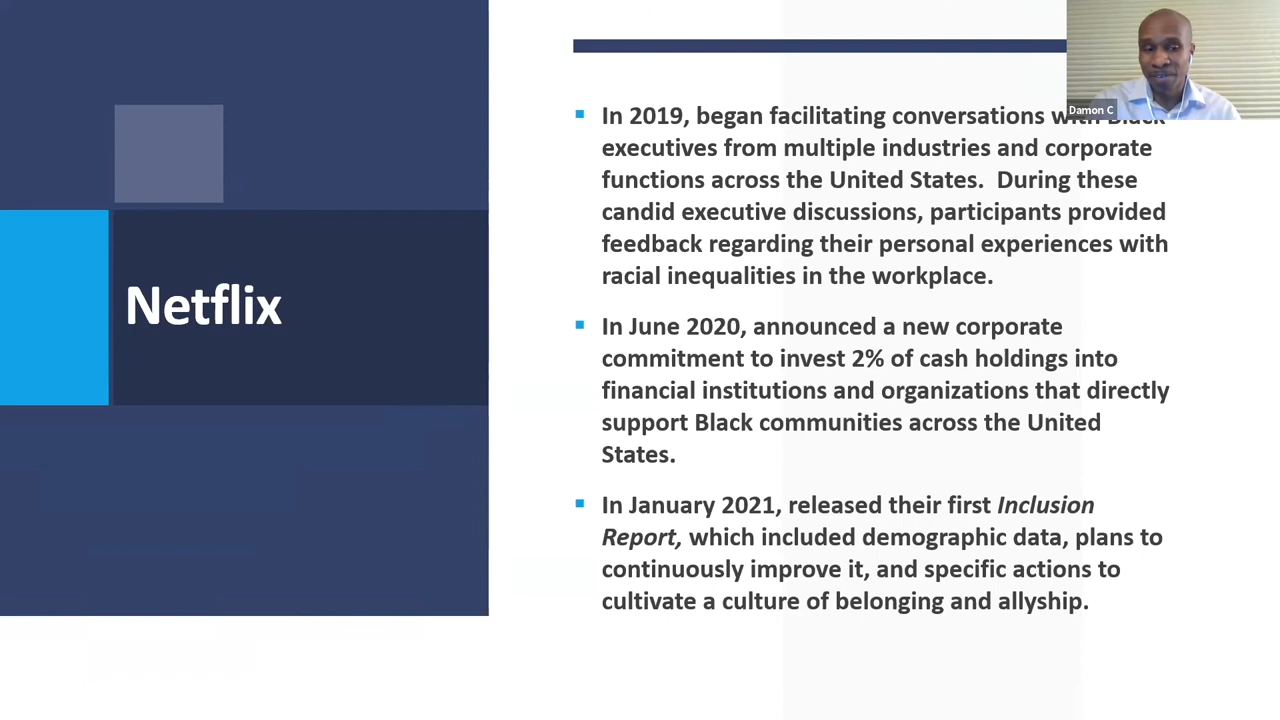 Netflix
Damon C
In 2019, began facilitating conversations with Black
executives from multiple industries and corporate
functions across the United States.  During these
candid executive discussions, participants provided
feedback regarding their personal experiences with
racial inequalities in the workplace.
In June 2020, announced a new corporate
commitment to invest 2% of cash holdings into
financial institutions and organizations that directly
support Black communities across the United
States.
In January 2021, released their first Inclusion
Report, which included demographic data, plans to
continuously improve it, and specific actions to
cultivate a culture of belonging and allyship.